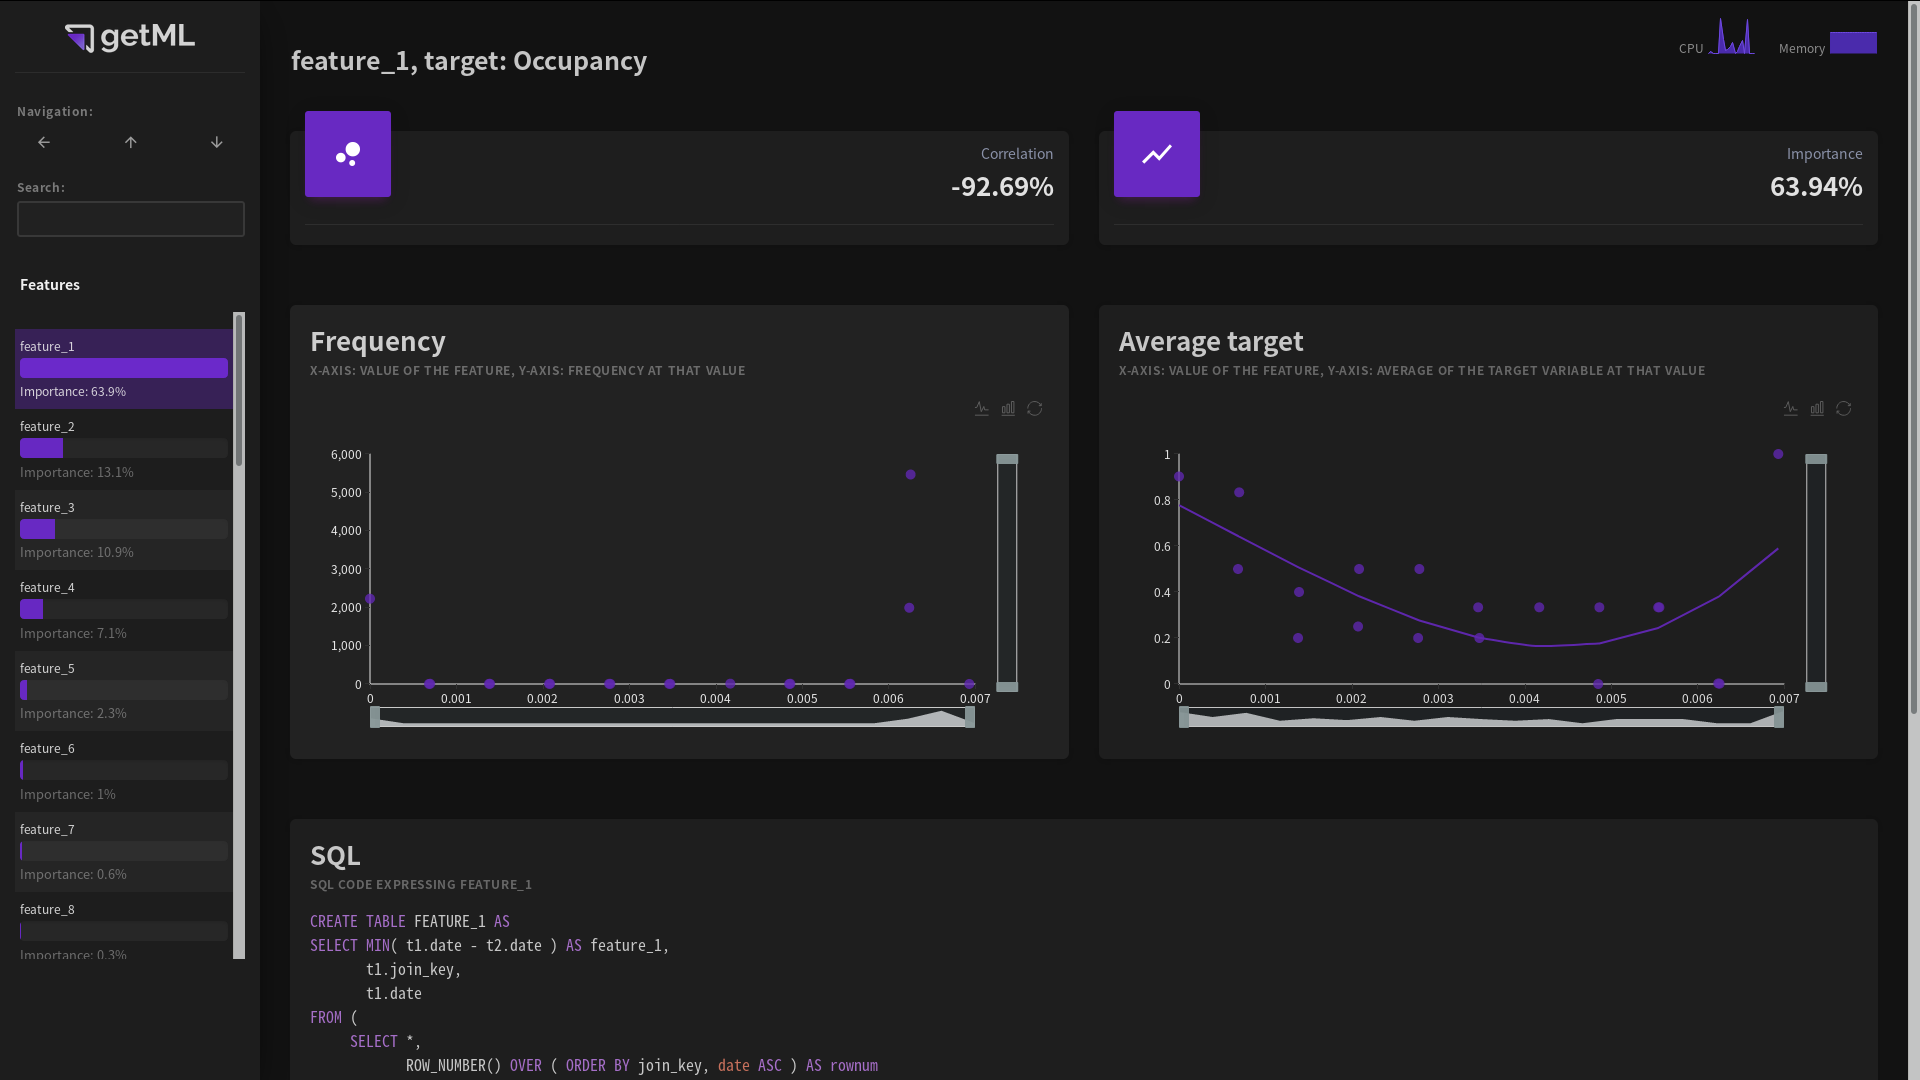 getML
Navigation:
Search:
Features
feature_1
Importance: 63.9%
feature_2
Importance: 13.1%
feature_3
Importance: 10.9%
feature_4
Importance: 7.1%
feature_5
Importance: 2.3%
feature_6
Importance: 1%
feature_7
Importance: 0.6%
feature_8
Importance: 0.3%
feature_1, target: Occupancy
CPU
Memory
Correlation
-92.69%
Importance
63.94%
Frequency
X-AXIS: VALUE OF THE FEATURE, Y-AXIS: FREQUENCY AT THAT VALUE
6,000
5,000
4,000
3,000
2,000
1,000
0
0 0.001 0.002 0.003 0.004 0.005 0.006 0.007
Average target
X-AXIS: VALUE OF THE FEATURE, Y-AXIS: AVERAGE OF THE TARGET VARIABLE AT THAT VALUE
1
0.8
0.6
0.4
0.2
0
0 0.001 0.002 0.003 0.004 0.005 0.006 0.007
SQL
SQL CODE EXPRESSING FEATURE_1
CREATE TABLE FEATURE_1 AS
SELECT MIN( t1.date - t2.date ) AS feature_1,
t1.join_key,
t1.date
FROM (
SELECT *,
ROW_NUMBER() OVER ( ORDER BY join_key, date ASC ) AS rownum